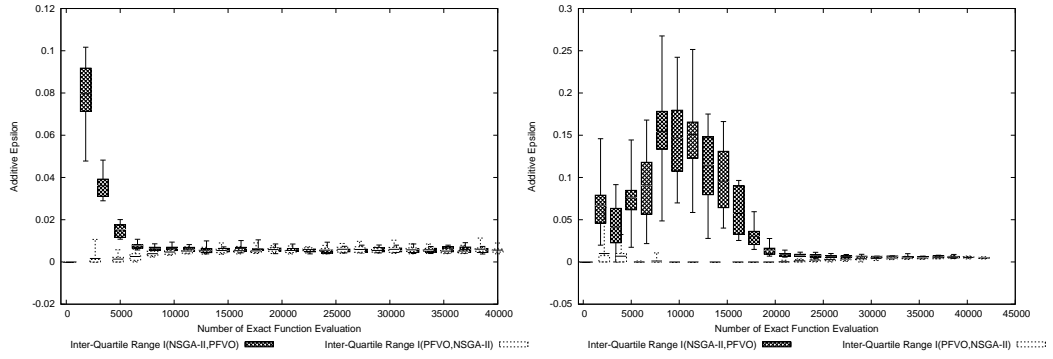 0.12
0.1
0.08
0.06
0.04
0.02
0
-0.02
Additive Epsilon
0 5000 10000 15000 20000 25000 30000 35000 40000
Number of Exact Function Evaluation
Inter-Quartile Range I(NSGA-II,PFVO) Inter-Quartile Range I(PFVO,NSGA-II)
0.3
0.25
0.2
0.15
0.1
0.05
0
-0.05
Additive Epsilon
0 5000 10000 15000 20000 25000 30000 35000 40000 45000
Number of Exact Function Evaluation
Inter-Quartile Range I(NSGA-II,PFVO) Inter-Quartile Range I(PFVO,NSGA-II)